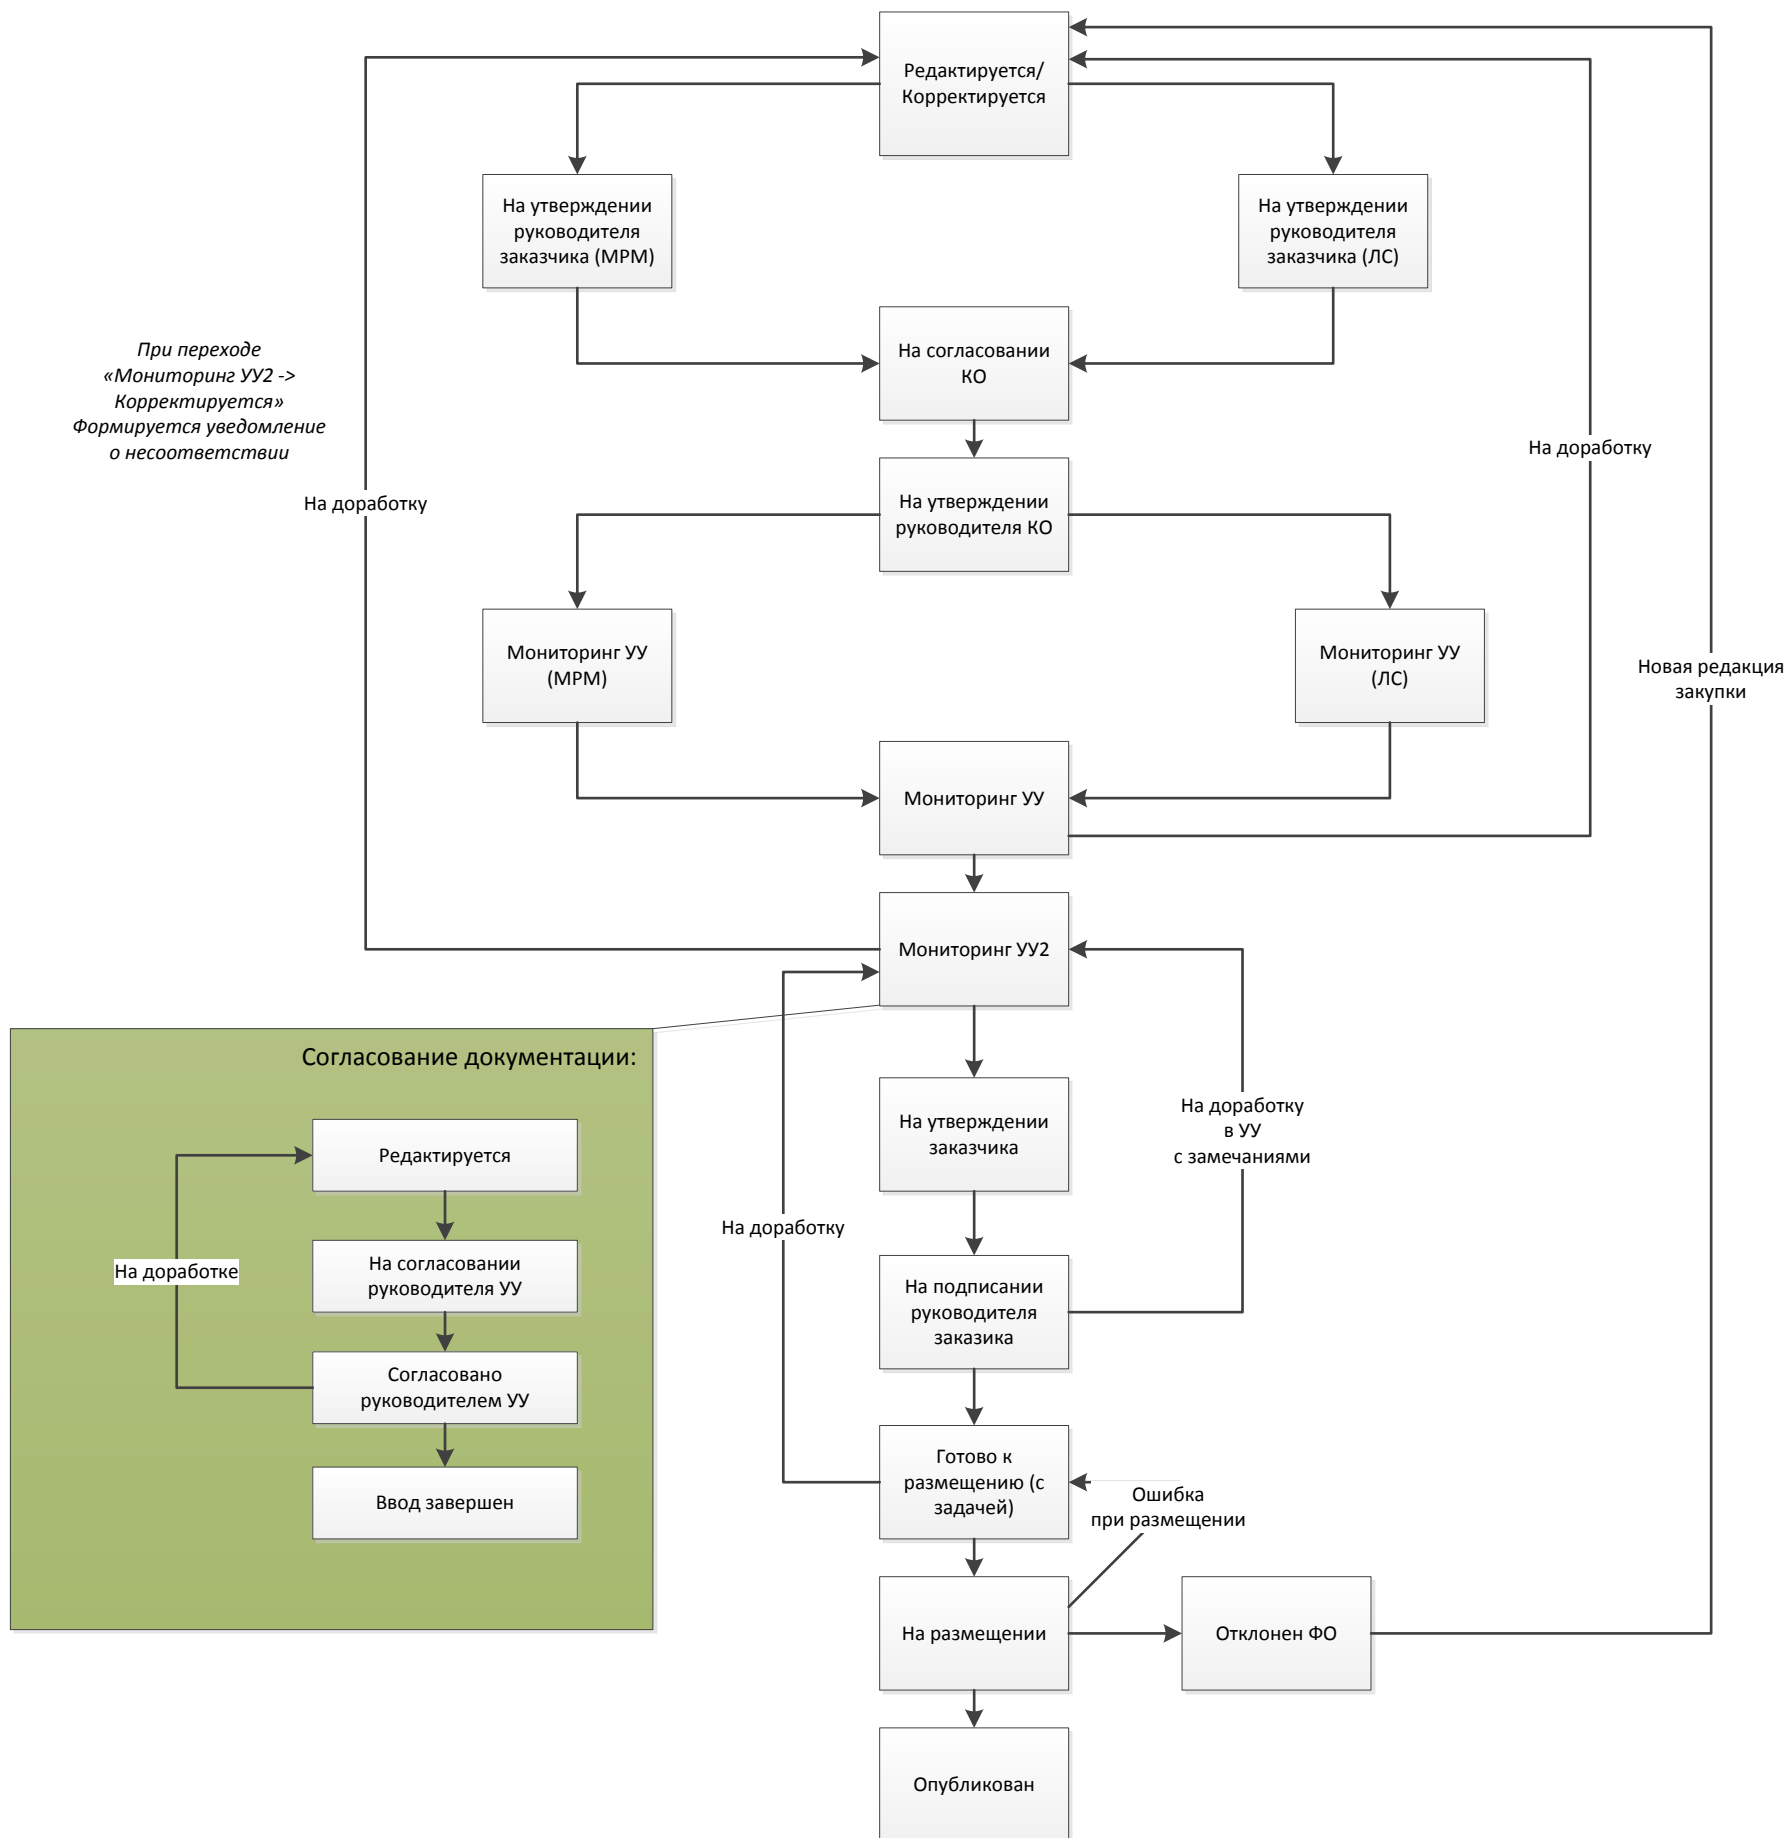 Редактируется/
Корректируется
На утверждении
руководителя
заказчика (МРМ)
На утверждении
руководителя
заказчика (ЛС)
При переходе
«Мониторинг УУ2 ->
Корректируется»
Формируется уведомление
о несоответствии
На согласовании
КО
На доработку
На доработку
На утверждении
руководителя КО
Мониторинг УУ
(МРМ)
Мониторинг УУ
(ЛС)
Новая редакция
закупки
Мониторинг УУ
Мониторинг УУ2
Согласование документации:
Редактируется
На доработке
На согласовании
руководителя УУ
Согласовано
руководителем УУ
Ввод завершен
На утверждении
заказчика
На доработку
в УУ
с замечаниями
На доработку
На подписании
руководителя
заказика
Готово к
размещению (с
задачей)
Ошибка
при размещении
На размещении
Отклонен ФО
Опубликован